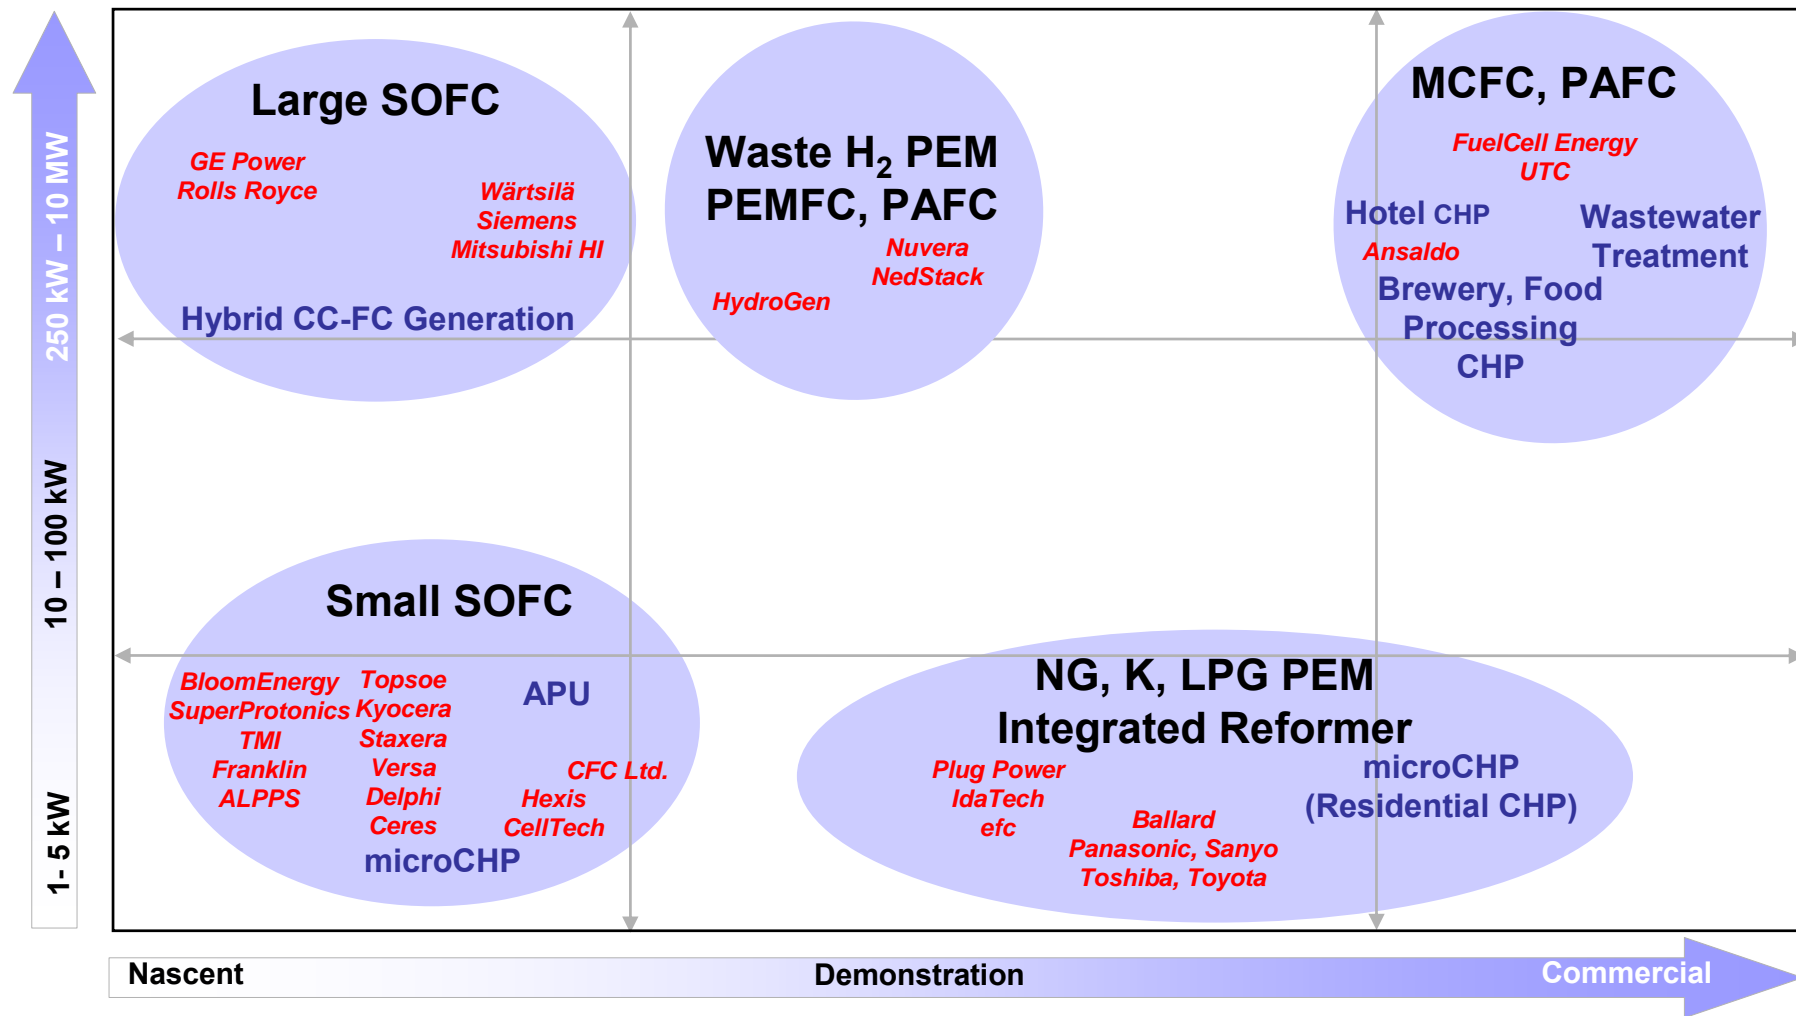 250 kW – 10 MW
10 – 100 kW
1- 5 kW
Large SOFC
GE Power
Rolls Royce
Wärtsilä
Siemens
Mitsubishi HI
Hybrid CC-FC Generation
Waste H₂ PEM
PEMFC, PAFC
Nuvera
NedStack
HydroGen
MCFC, PAFC
FuelCell Energy
UTC
Hotel CHP
Ansaldo
Wastewater
Treatment
Brewery, Food
Processing
CHP
Small SOFC
BloomEnergy
SuperProtonics
TMI
Franklin
ALPPS
Topsoe
Kyocera
Staxera
Versa
Delphi
Ceres
APU
CFC Ltd.
Hexis
CellTech
microCHP
NG, K, LPG PEM
Integrated Reformer
Plug Power
IdaTech
efc
Ballard
Panasonic, Sanyo
Toshiba, Toyota
microCHP
(Residential CHP)
Nascent
Demonstration
Commercial